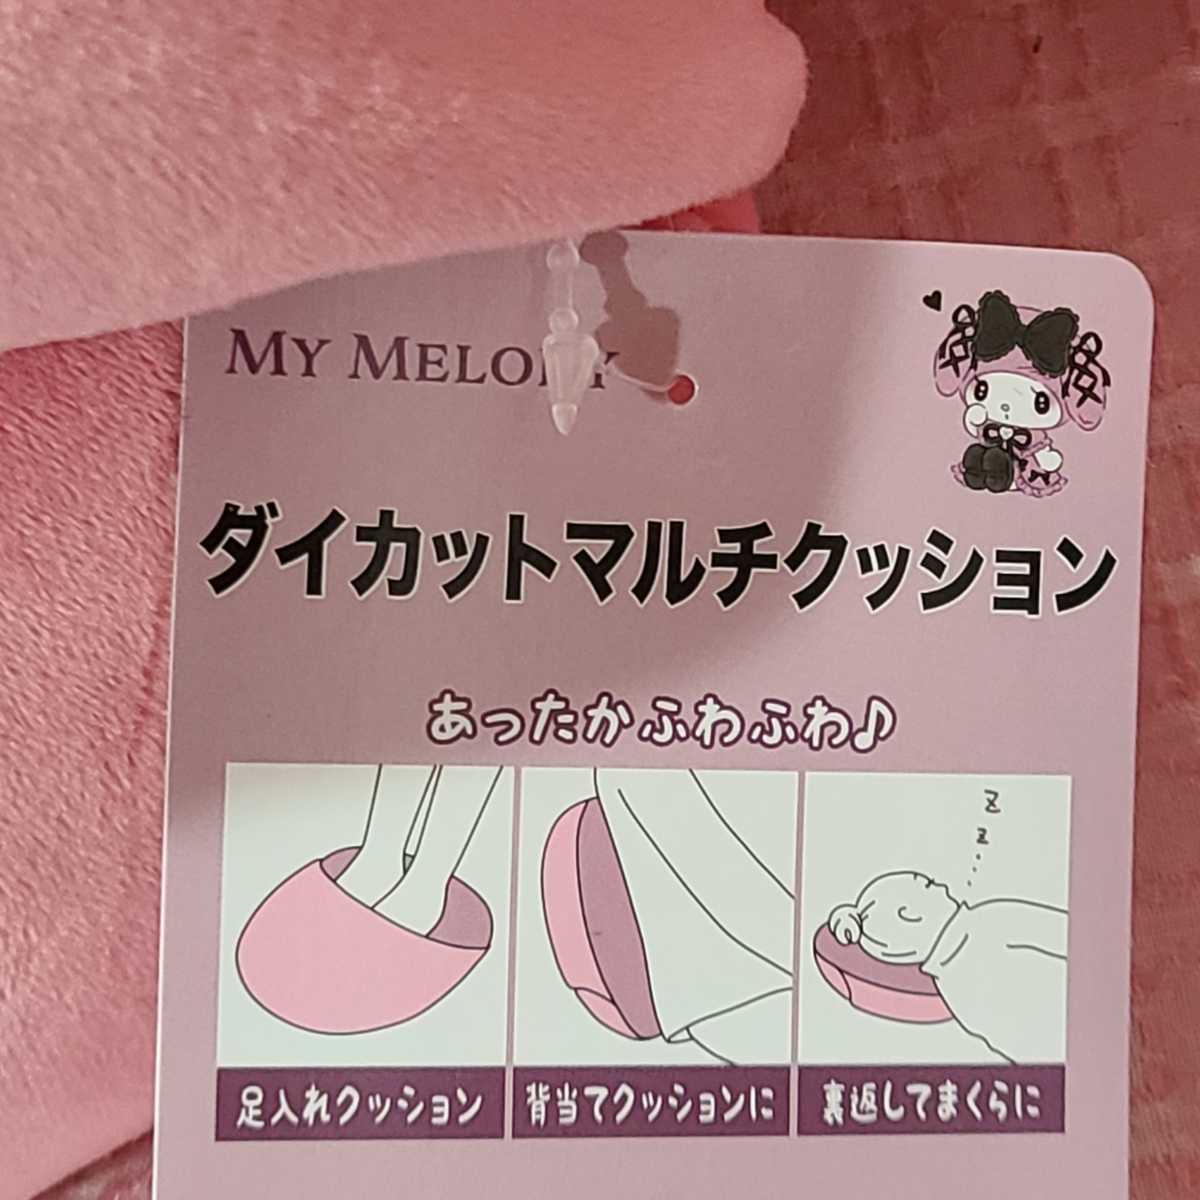 MY MELODY
ダイカットマルチクッション
あったかふわふわ♪
z
z
足入れクッション
背当てクッションに
裏返してまくらに